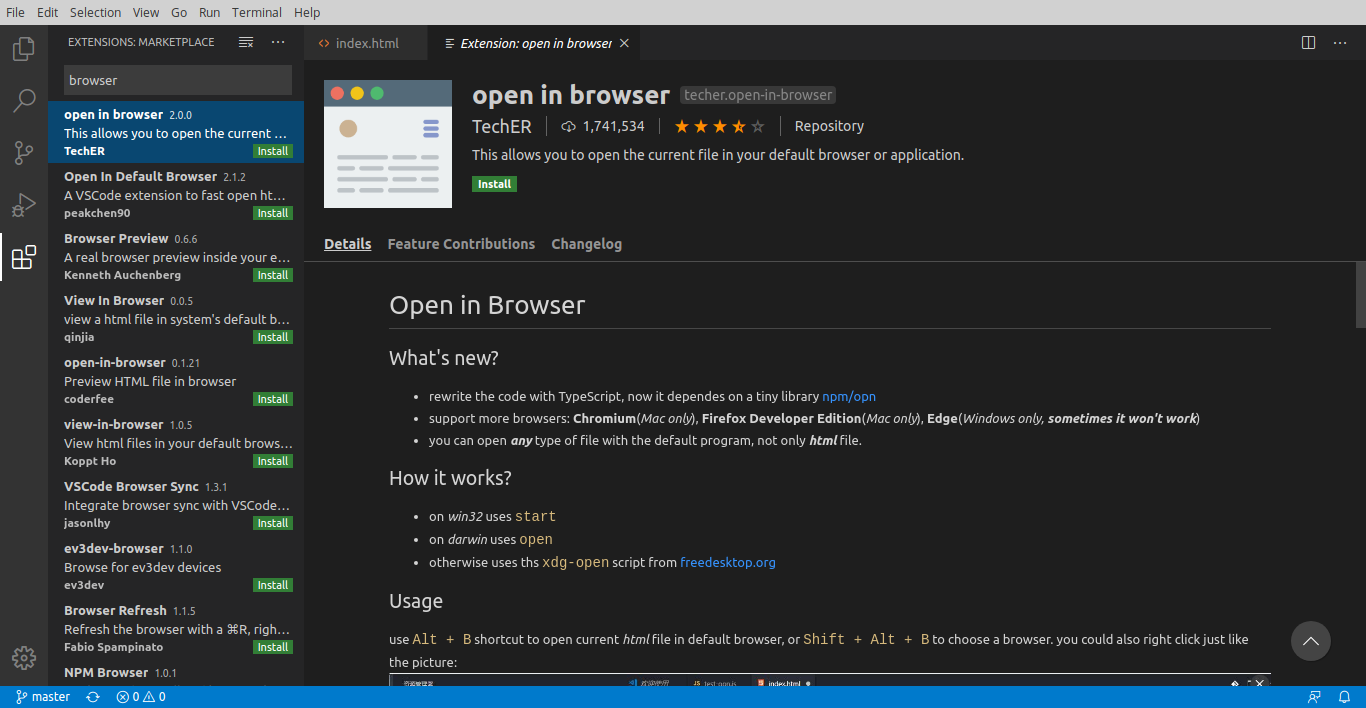 File Edit Selection View Go Run Terminal Help
EXTENSIONS: MARKETPLACE
browser
open in browser 2.0.0
This allows you to open the current ...
TechER Install
Open In Default Browser 2.1.2
A VSCode extension to fast open ht...
peakchen90 Install
Browser Preview 0.6.6
A real browser preview inside your e...
Kenneth Auchenberg Install
View In Browser 0.0.5
view a html file in system's default b...
qinjia Install
open-in-browser 0.1.21
Preview HTML file in browser
coderfee Install
view-in-browser 1.0.5
View html files in your default brows...
Koppt Ho Install
VSCode Browser Sync 1.3.1
Integrate browser sync with VSCode...
jasonlhy Install
ev3dev-browser 1.1.0
Browse for ev3dev devices
ev3dev Install
Browser Refresh 1.1.5
Refresh the browser with a ⌘R, righ...
Fabio Spampinato Install
NPM Browser 1.0.1
index.html Extension: open in browser
open in browser techer.open-in-browser
TechER 1,741,534 Repository
This allows you to open the current file in your default browser or application.
Install
Details Feature Contributions Changelog
Open in Browser
What's new?
rewrite the code with TypeScript, now it dependes on a tiny library npm/opn
support more browsers: Chromium(Mac only), Firefox Developer Edition(Mac only), Edge(Windows only, sometimes it won't work)
you can open any type of file with the default program, not only html file.
How it works?
on win32 uses start
on darwin uses open
otherwise uses ths xdg-open script from freedesktop.org
Usage
use Alt + B shortcut to open current html file in default browser, or Shift + Alt + B to choose a browser. you could also right click just like
the picture:
index.html
master 0 0